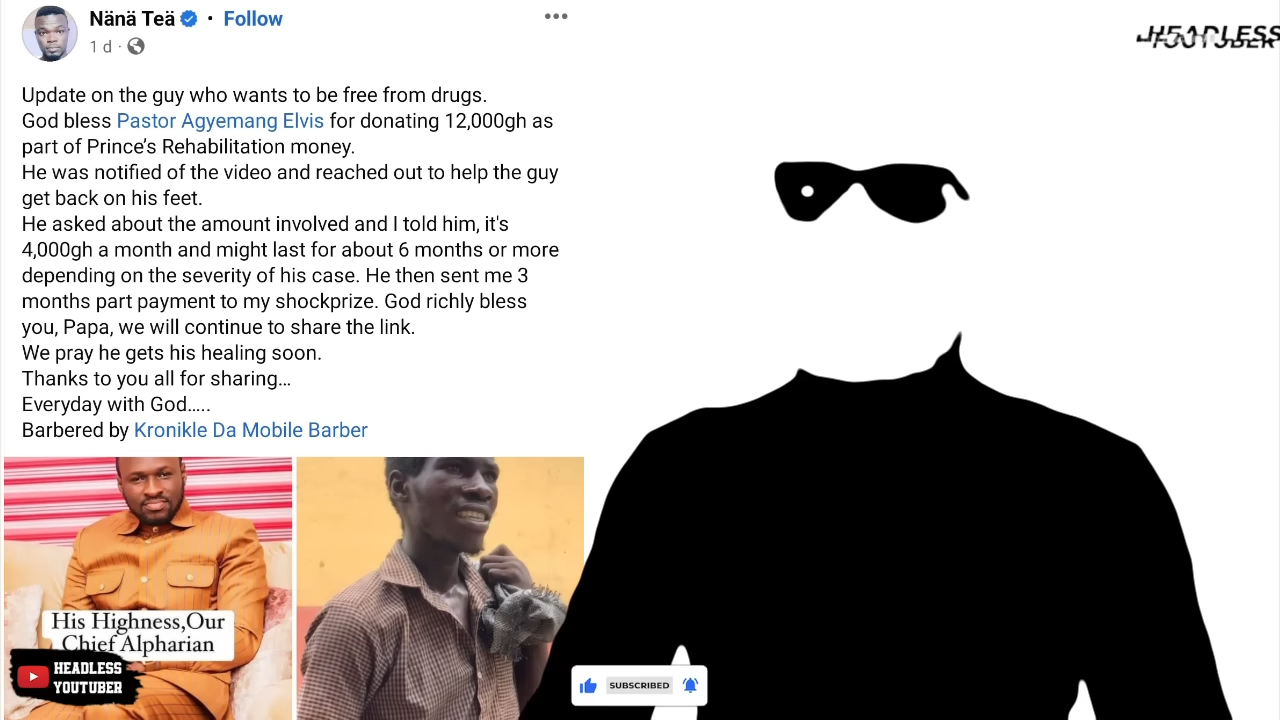 Nänä Teä · Follow
1 d ·
Update on the guy who wants to be free from drugs.
God bless Pastor Agyemang Elvis for donating 12,000gh as
part of Prince’s Rehabilitation money.
He was notified of the video and reached out to help the guy
get back on his feet.
He asked about the amount involved and I told him, it's
4,000gh a month and might last for about 6 months or more
depending on the severity of his case. He then sent me 3
months part payment to my shockprize. God richly bless
you, Papa, we will continue to share the link.
We pray he gets his healing soon.
Thanks to you all for sharing...
Everyday with God.....
Barbered by Kronikle Da Mobile Barber
His Highness,Our
Chief Alpharian
HEADLESS
YOUTUBER
SUBSCRIBED
HEADLESS
YOUTUBER